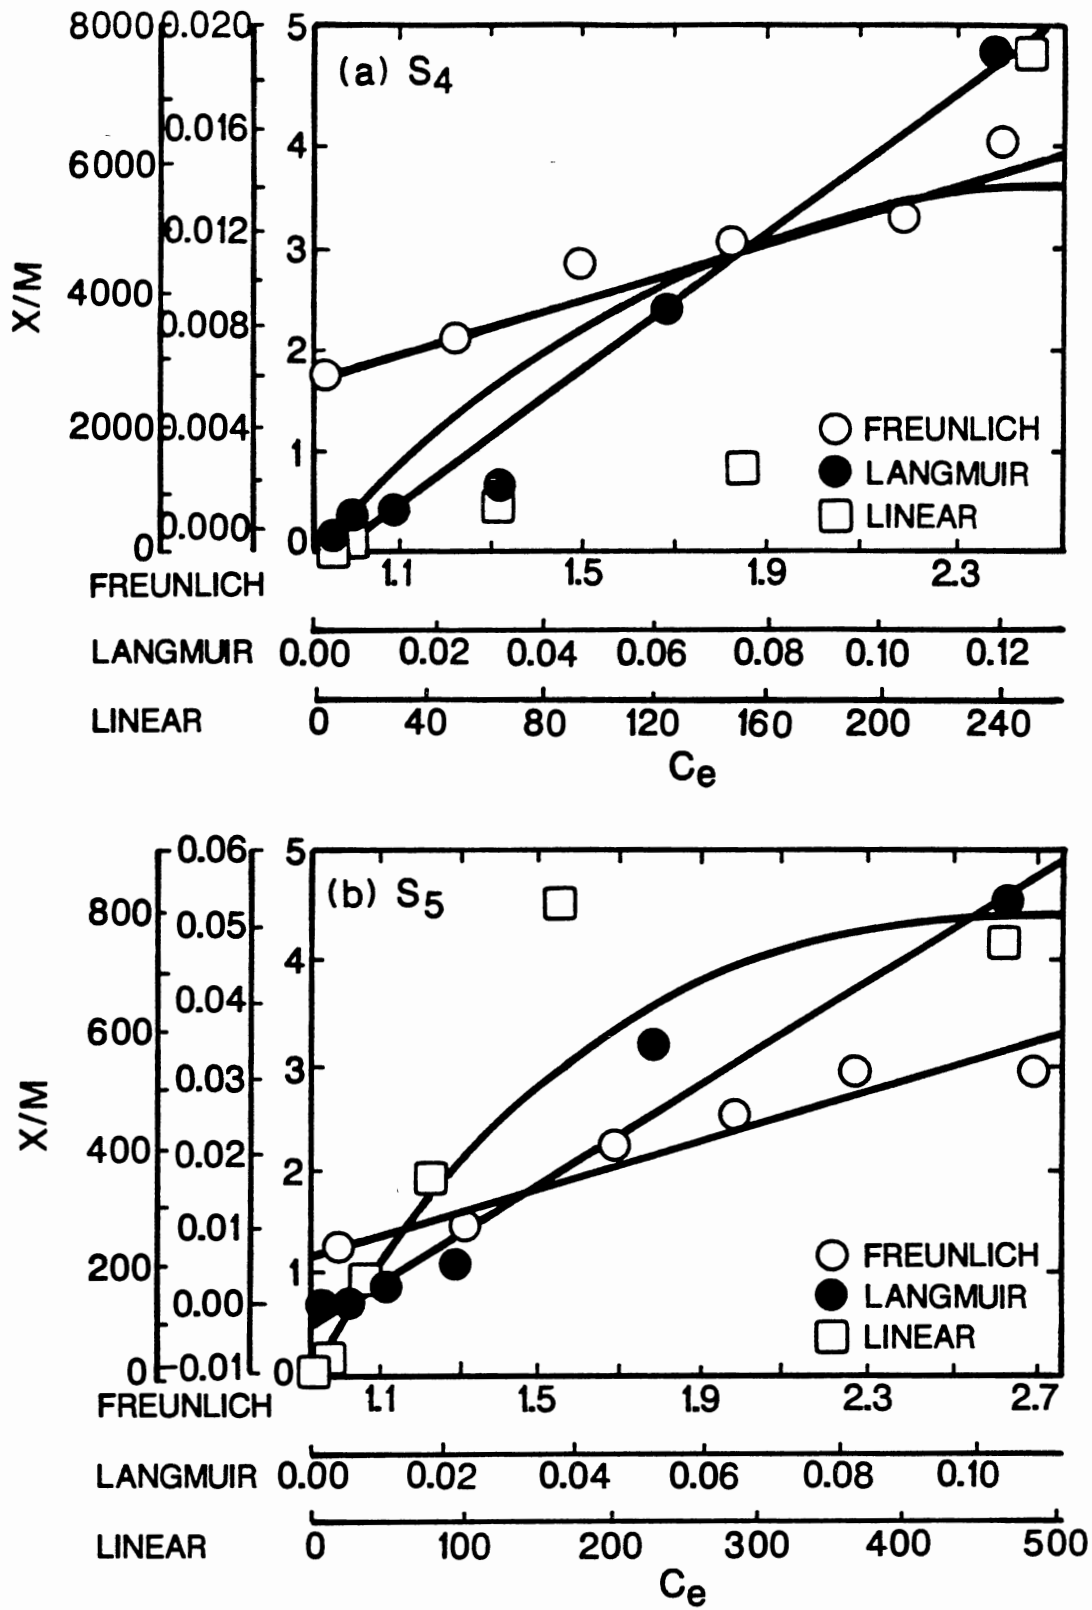 8000 0.020 5
(a) S4
0.016
6000
4
0.012
3
X/M
4000
0.008
2
2000 0.004
1
FREUNLICH
LANGMUIR
LINEAR
0.000
0
0
FREUNLICH 1.1 1.5 1.9 2.3
LANGMUIR 0.00 0.02 0.04 0.06 0.08 0.10 0.12
LINEAR 0 40 80 120 160 200 240
Ce
0.06 5
(b) S5
800 0.05
4
0.04
600
0.03 3
X/M
400 0.02
2
0.01
200 1
0.00
FREUNLICH
LANGMUIR
LINEAR
0 -0.01 0
FREUNLICH 1.1 1.5 1.9 2.3 2.7
LANGMUIR 0.00 0.02 0.04 0.06 0.08 0.10
LINEAR 0 100 200 300 400 500
Ce